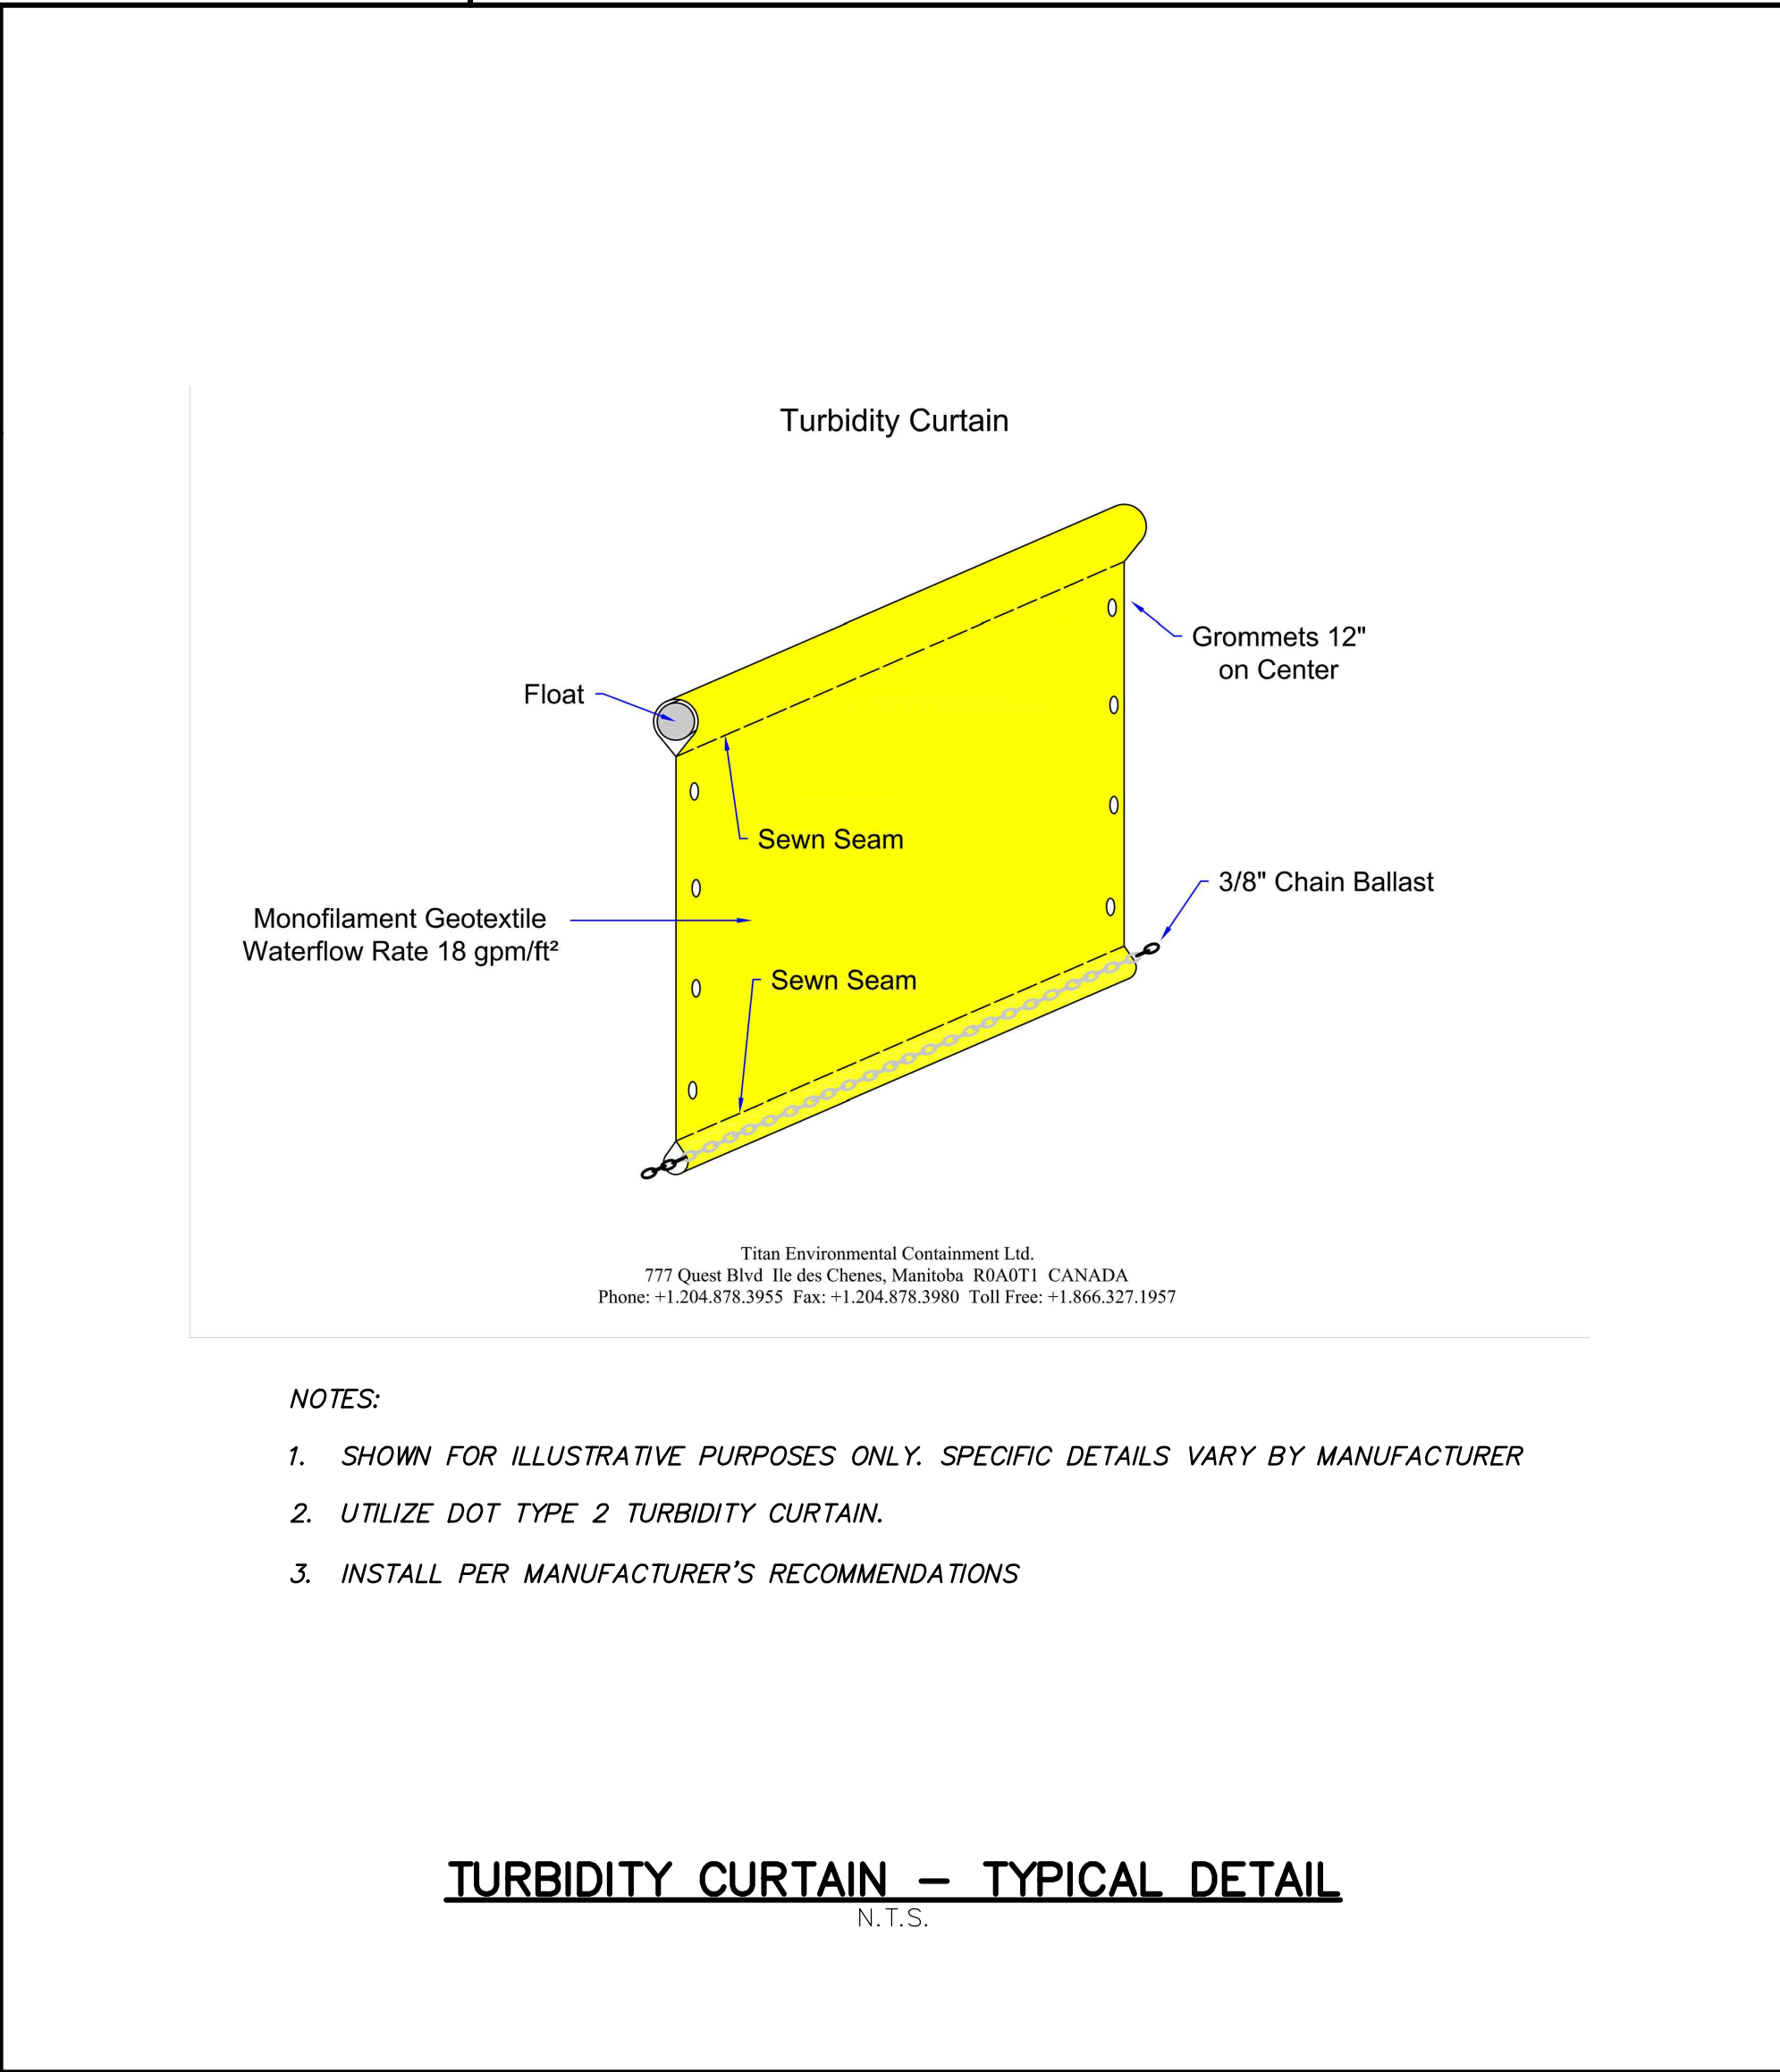 Turbidity Curtain
Grommets 12"
on Center
Float
Sewn Seam
3/8" Chain Ballast
Monofilament Geotextile
Waterflow Rate 18 gpm/ft²
Sewn Seam
Titan Environmental Containment Ltd.
777 Quest Blvd Ile des Chenes, Manitoba R0A0T1 CANADA
Phone: +1.204.878.3955 Fax: +1.204.878.3980 Toll Free: +1.866.327.1957
NOTES:
1. SHOWN FOR ILLUSTRATIVE PURPOSES ONLY. SPECIFIC DETAILS VARY BY MANUFACTURER
2. UTILIZE DOT TYPE 2 TURBIDITY CURTAIN.
3. INSTALL PER MANUFACTURER'S RECOMMENDATIONS
TURBIDITY CURTAIN – TYPICAL DETAIL
N.T.S.